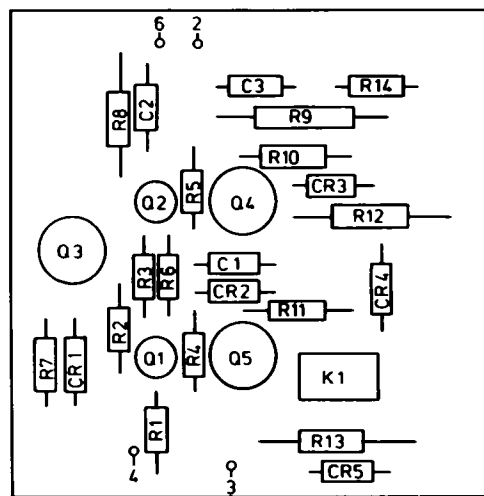 6 2
C3 R14
R8 C2 R9
R10
R5 CR3
Q2 Q4 R12
Q3
R3 R6 C1
CR2 CR4
R2 R11
R7 CR1 Q1 R4 Q5 K1
R1 R13
4 3 CR5